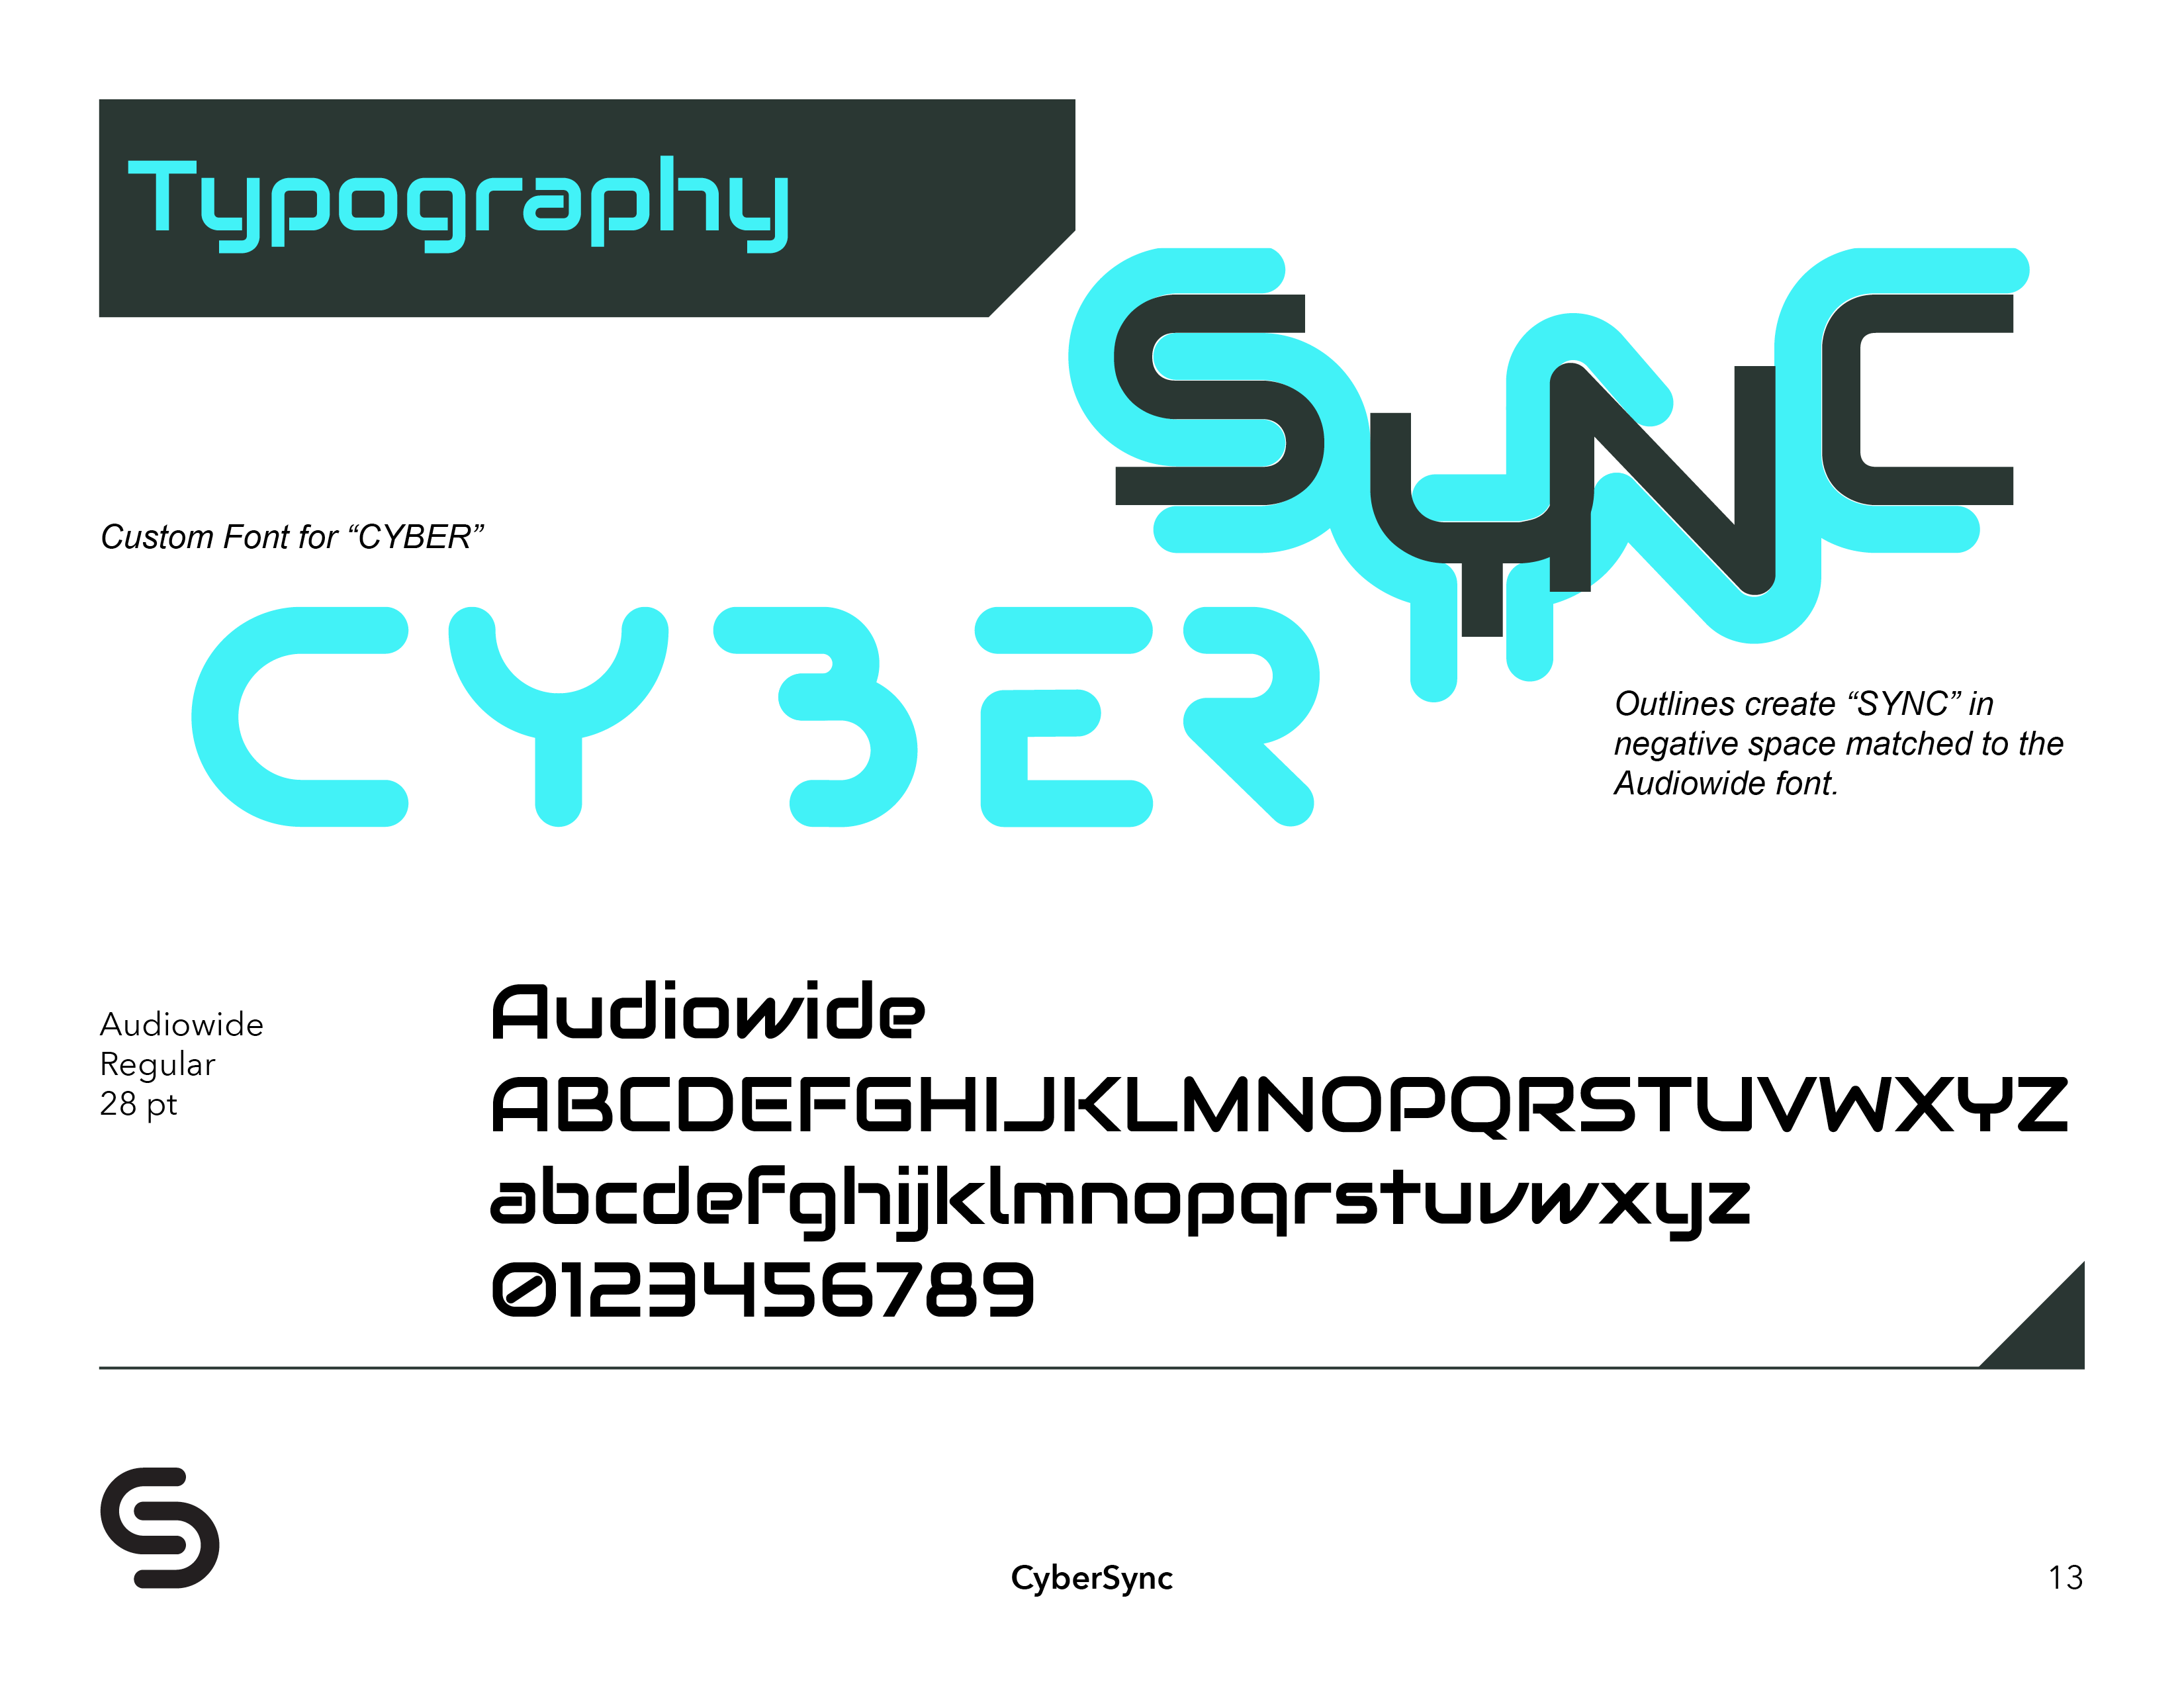 Typography
SYNC
Custom Font for “CYBER”
CYBER
Outlines create “SYNC” in
negative space matched to the
Audiowide font.
Audiowide
Regular
28 pt
Audiowide
ABCDEFGHIJKLMNOPQRSTUVWXYZ
abcdefghijklmnopqrstuvwxyz
0123456789
S
CyberSync
13